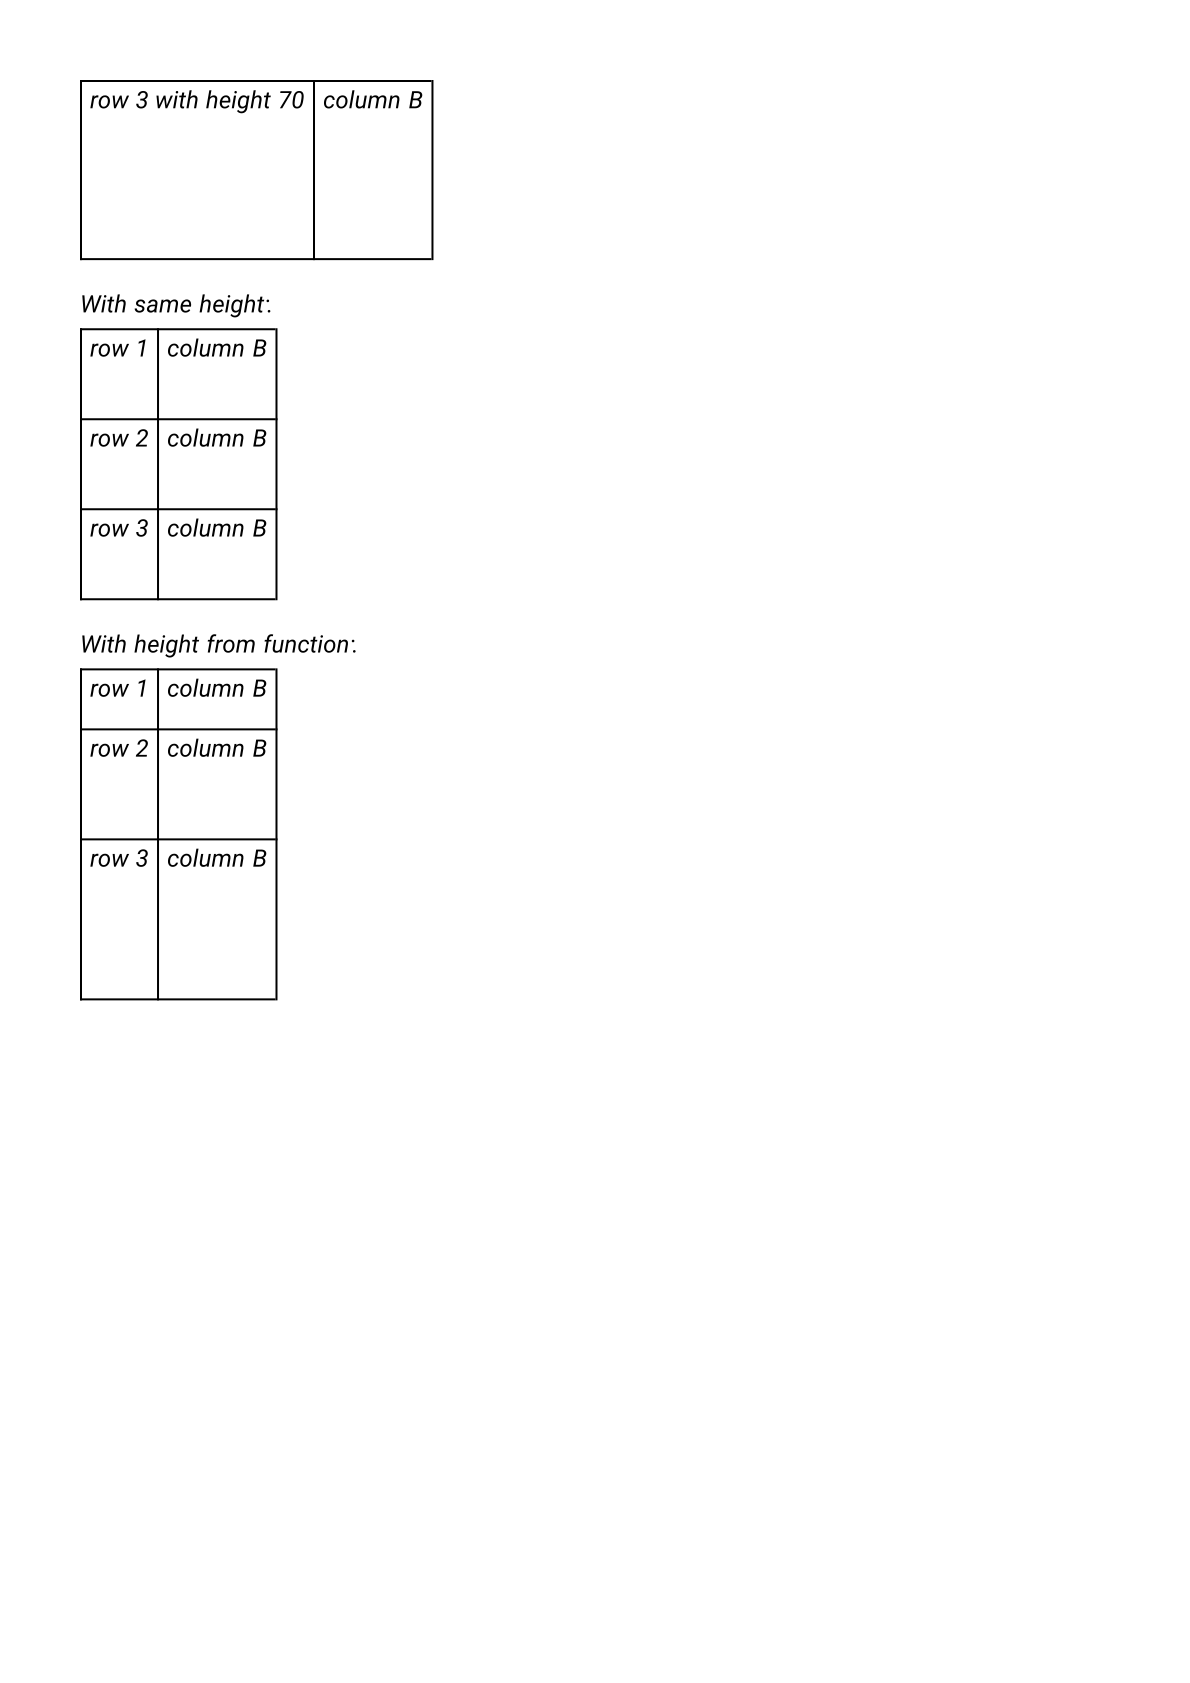 row 3 with height 70 column B
With same height:
row 1 column B
row 2 column B
row 3 column B
With height from function:
row 1 column B
row 2 column B
row 3 column B